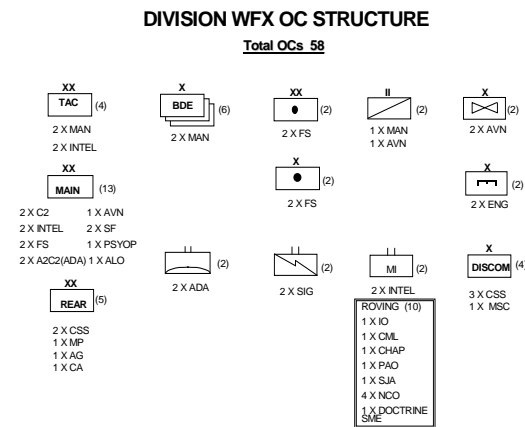 DIVISION WFX OC STRUCTURE
Total OCs 58
XX
TAC (4)
2 X MAN
2 X INTEL
X
BDE (6)
2 X MAN
XX
(2)
2 X FS
II
(2)
1 X MAN
1 X AVN
X
(2)
2 X AVN
XX
MAIN (13)
2 X C2 1 X AVN
2 X INTEL 2 X SF
2 X FS 1 X PSYOP
2 X A2C2(ADA) 1 X ALO
X
(2)
2 X FS
X
(2)
2 X ENG
XX
REAR (5)
2 X CSS
1 X MP
1 X AG
1 X CA
(2)
2 X ADA
(2)
2 X SIG
MI (2)
2 X INTEL
X
DISCOM (4)
3 X CSS
1 X MSC
ROVING (10)
1 X IO
1 X CML
1 X CHAP
1 X PAO
1 X SJA
4 X NCO
1 X DOCTRINE
SME